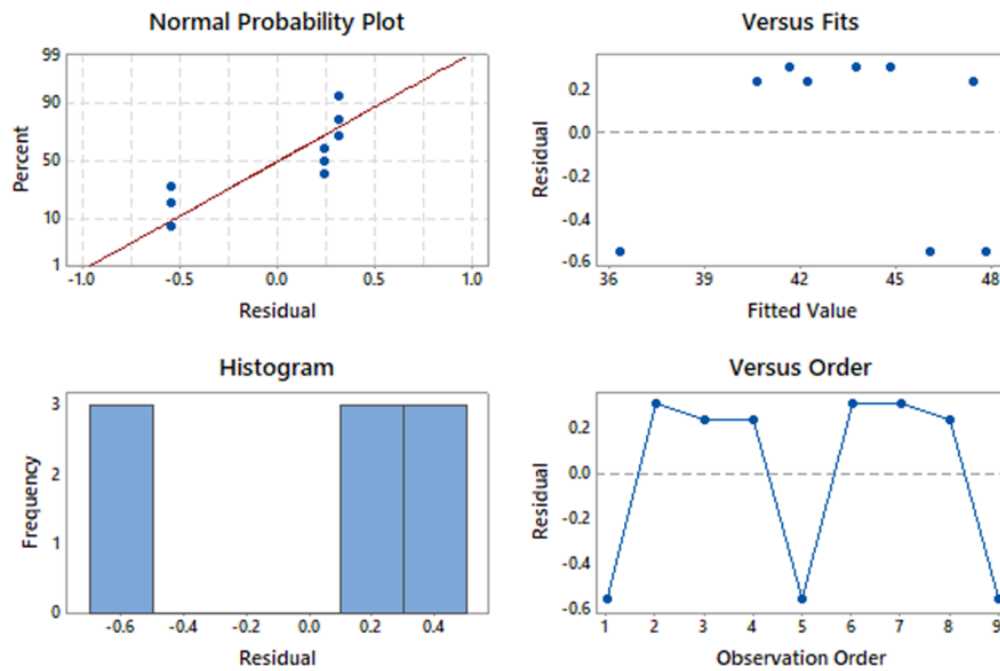 Normal Probability Plot
99
90
50
10
1
Percent
-1.0 -0.5 0.0 0.5 1.0
Residual
Versus Fits
0.2
0.0
-0.2
-0.4
-0.6
Residual
36 39 42 45 48
Fitted Value
Histogram
3
2
1
0
Frequency
-0.6 -0.4 -0.2 0.0 0.2 0.4
Residual
Versus Order
0.2
0.0
-0.2
-0.4
-0.6
Residual
1 2 3 4 5 6 7 8 9
Observation Order